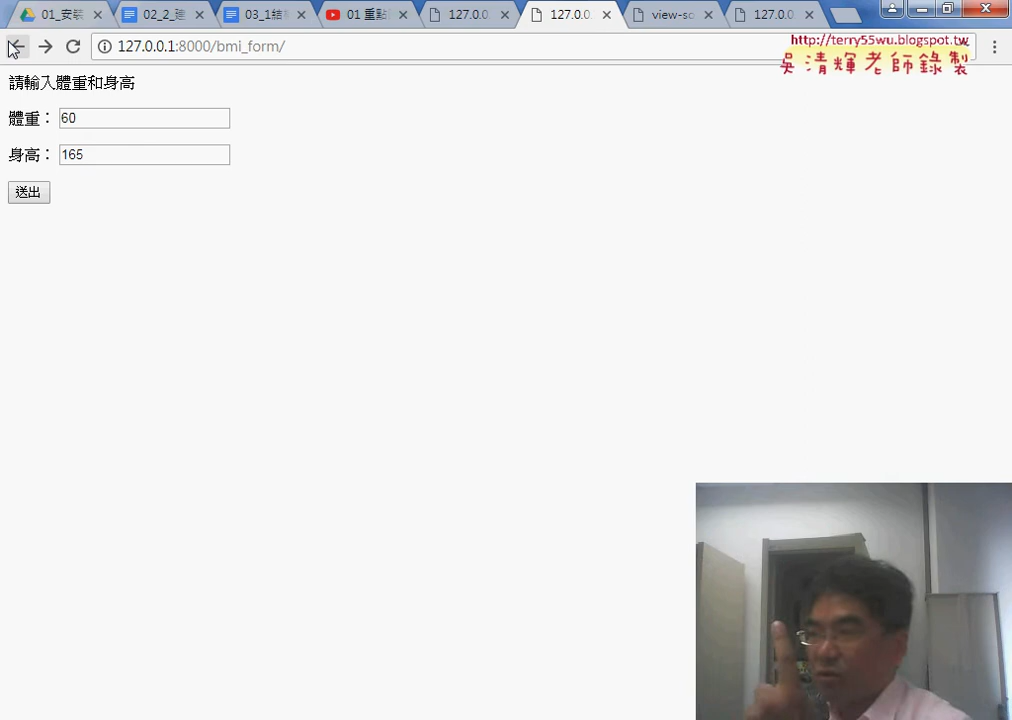 01_安裝
02_2_建
03_1結
01 重點
127.0.0
127.0.0.
view-so
127.0.0
127.0.0.1:8000/bmi_form/
http://terry55wu.blogspot.tw
吳清輝老師錄製
請輸入體重和身高
體重： 60
身高： 165
送出